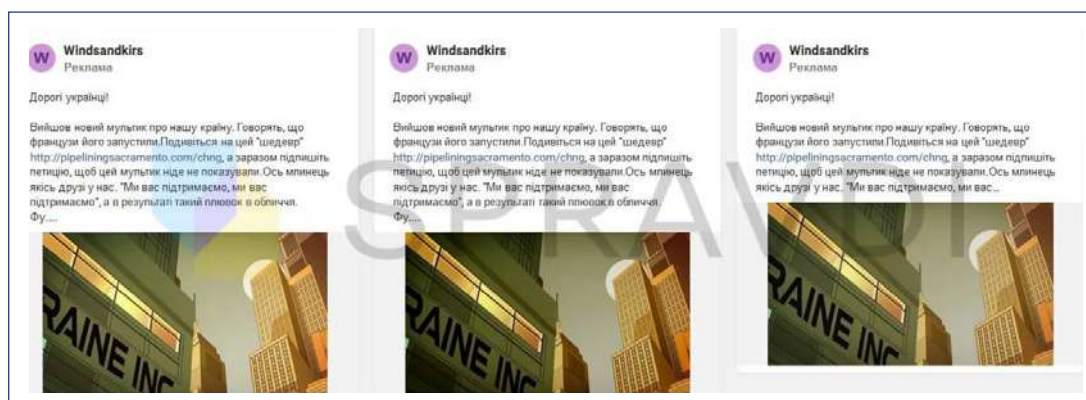 Windsandkirs
Реклама
Дорогі українці!
Вийшов новий мультик про нашу країну. Говорять, що
французи його запустили.Подивіться на цей "шедевр"
http://pipeliningsacramento.com/chng, а заразом підпишіть
петицію, щоб цей мультик ніде не показували.Ось млинець
якісь друзі у нас. "Ми вас підтримаємо, ми вас
підтримаємо", а в результаті такий плювок в обличчя.
Фу....
RAINE INC
Windsandkirs
Реклама
Дорогі українці!
Вийшов новий мультик про нашу країну. Говорять, що
французи його запустили.Подивіться на цей "шедевр"
http://pipeliningsacramento.com/chng, а заразом підпишіть
петицію, щоб цей мультик ніде не показували.Ось млинець
якісь друзі у нас. "Ми вас підтримаємо, ми вас
підтримаємо", а в результаті такий плювок в обличчя.
Фу....
RAINE INC
Windsandkirs
Реклама
Дорогі українці!
Вийшов новий мультик про нашу країну. Говорять, що
французи його запустили.Подивіться на цей "шедевр"
http://pipeliningsacramento.com/chng, а заразом підпишіть
петицію, щоб цей мультик ніде не показували.Ось млинець
якісь друзі у нас. "Ми вас підтримаємо, ми вас...
RAINE INC
SPRAVDI